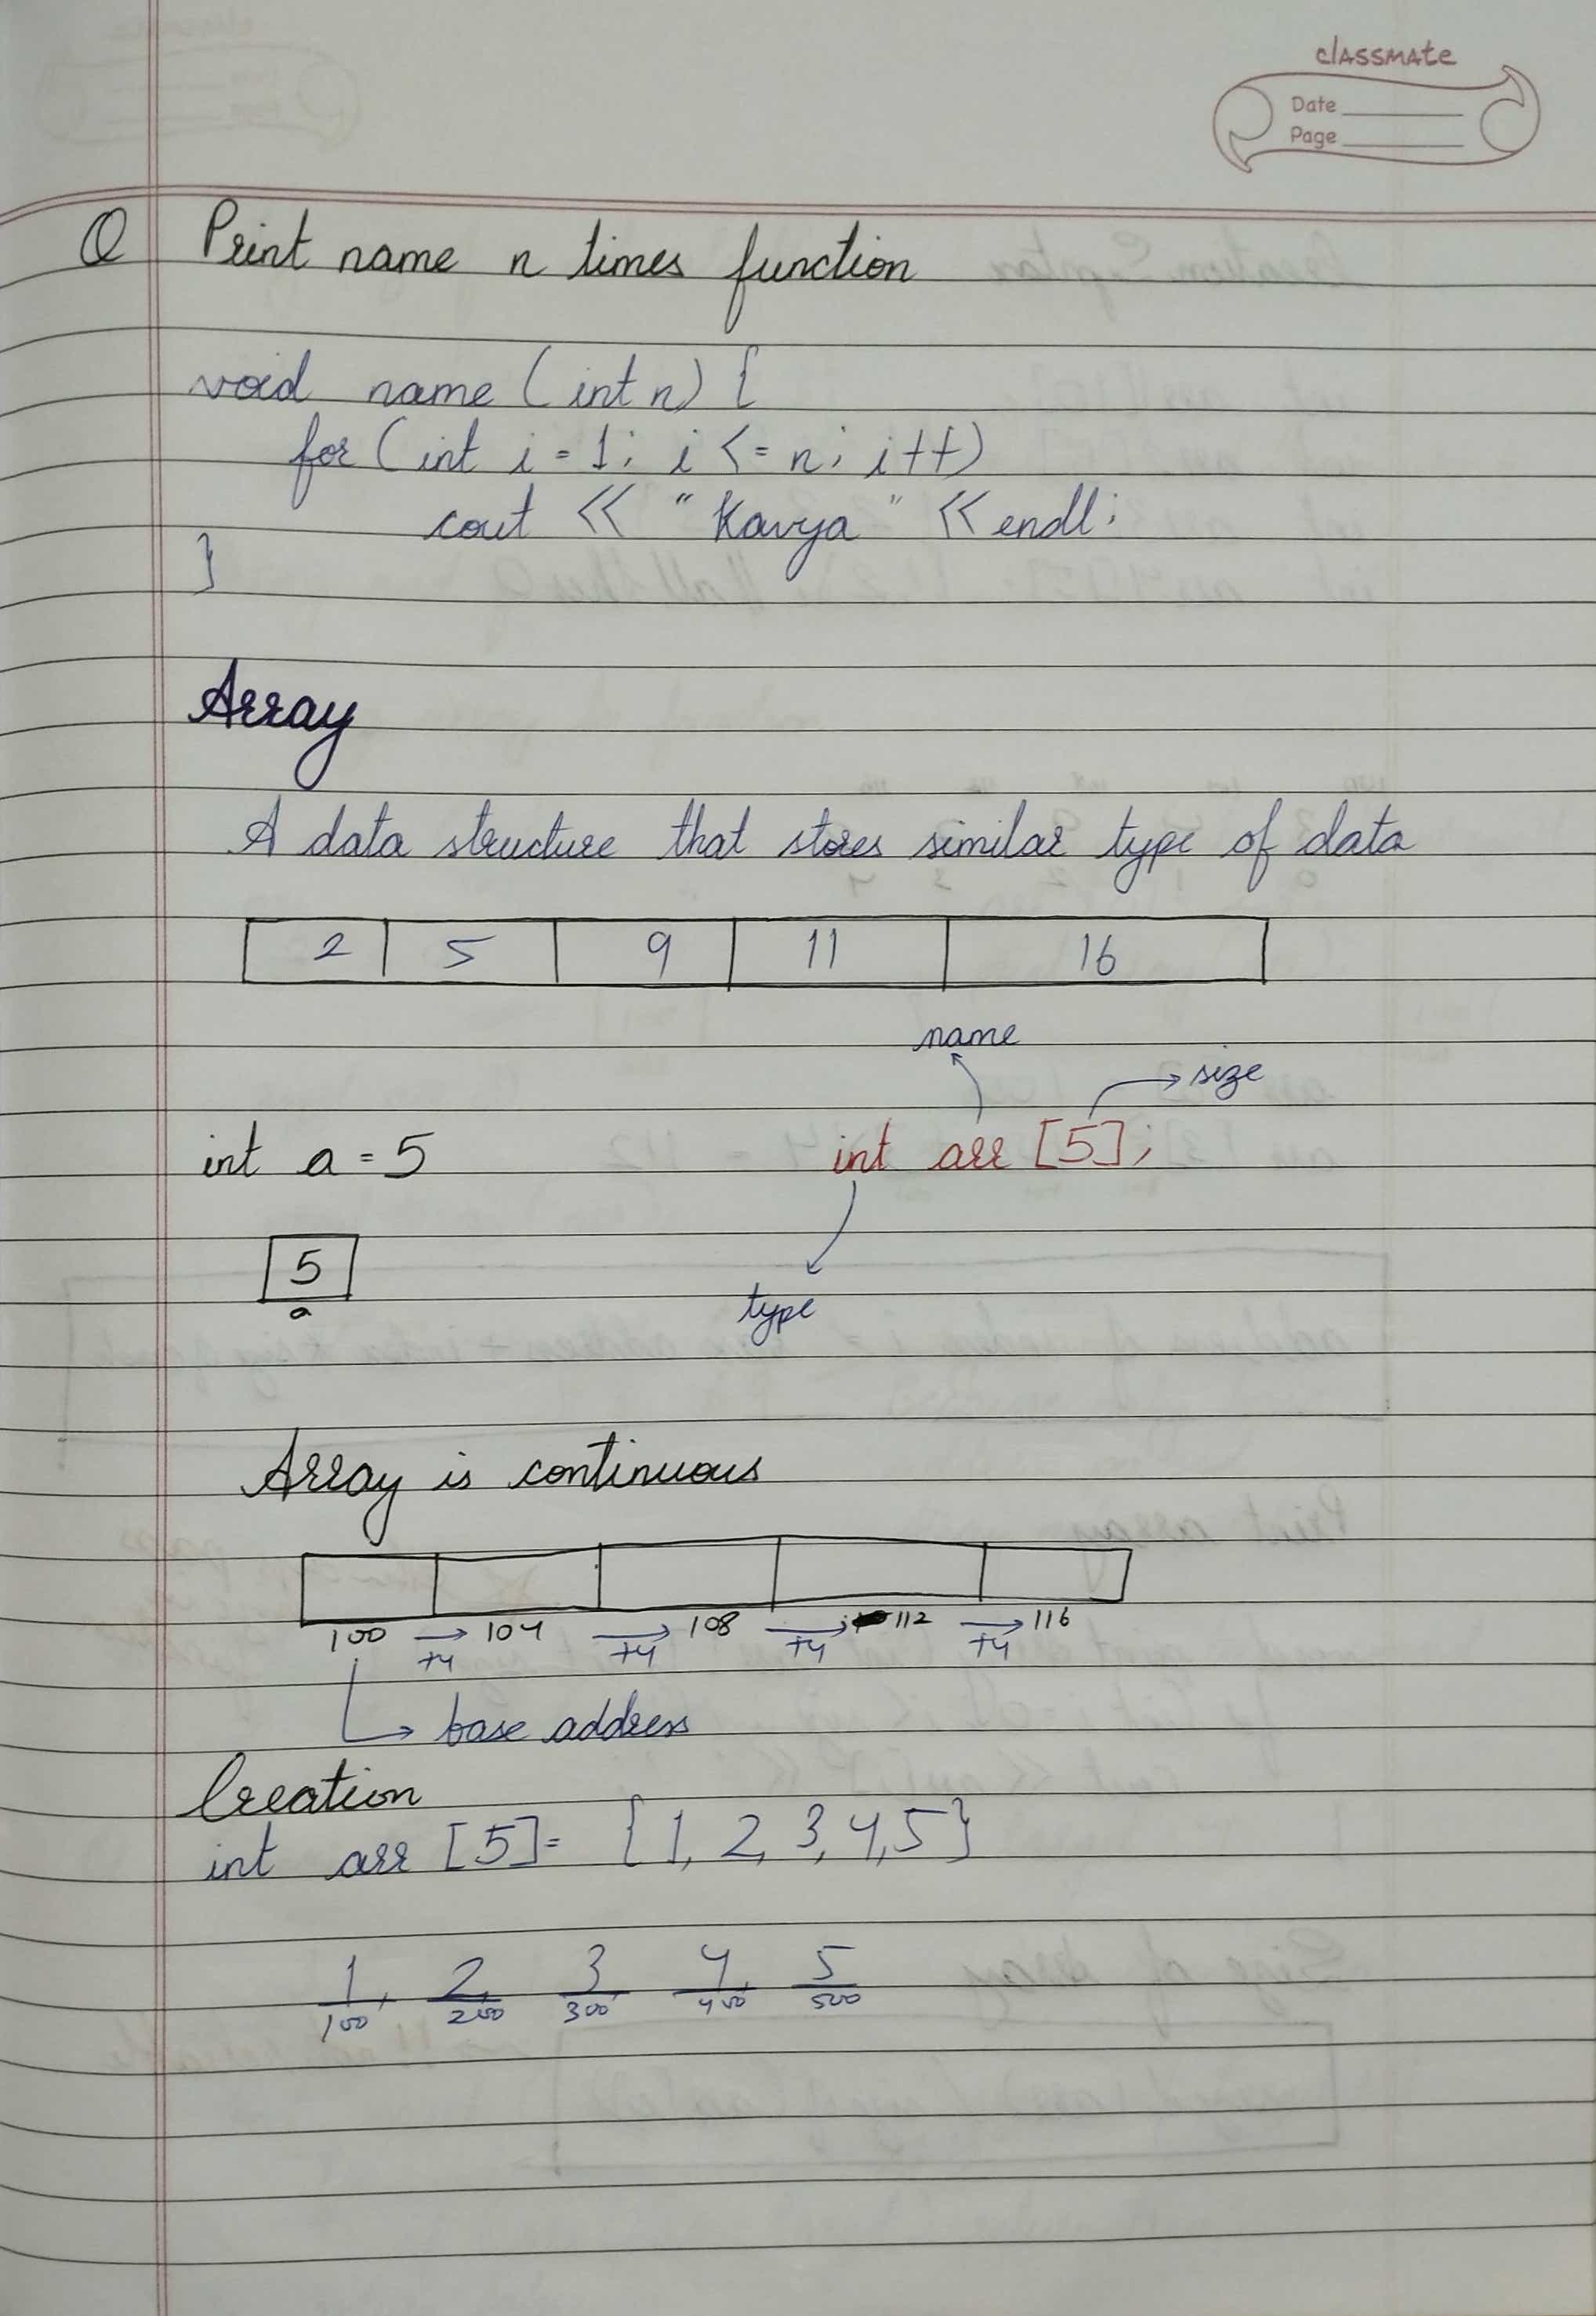 classmate
Date
Page
Q Print name n times function
void name (int n) {
for (int i = 1; i <= n; i++)
cout << "Kavya" << endl;
}
Array
A data structure that stores similar type of data
2 5 9 11 16
name
size
int a = 5 int arr [5];
5
a
type
Array is continuous
100 → 104 → 108 → 112 → 116
+4 +4 +4 +4
base address
Creation
int arr [5] = {1, 2, 3, 4, 5}
1, 2, 3, 4, 5
100 200 300 400 500